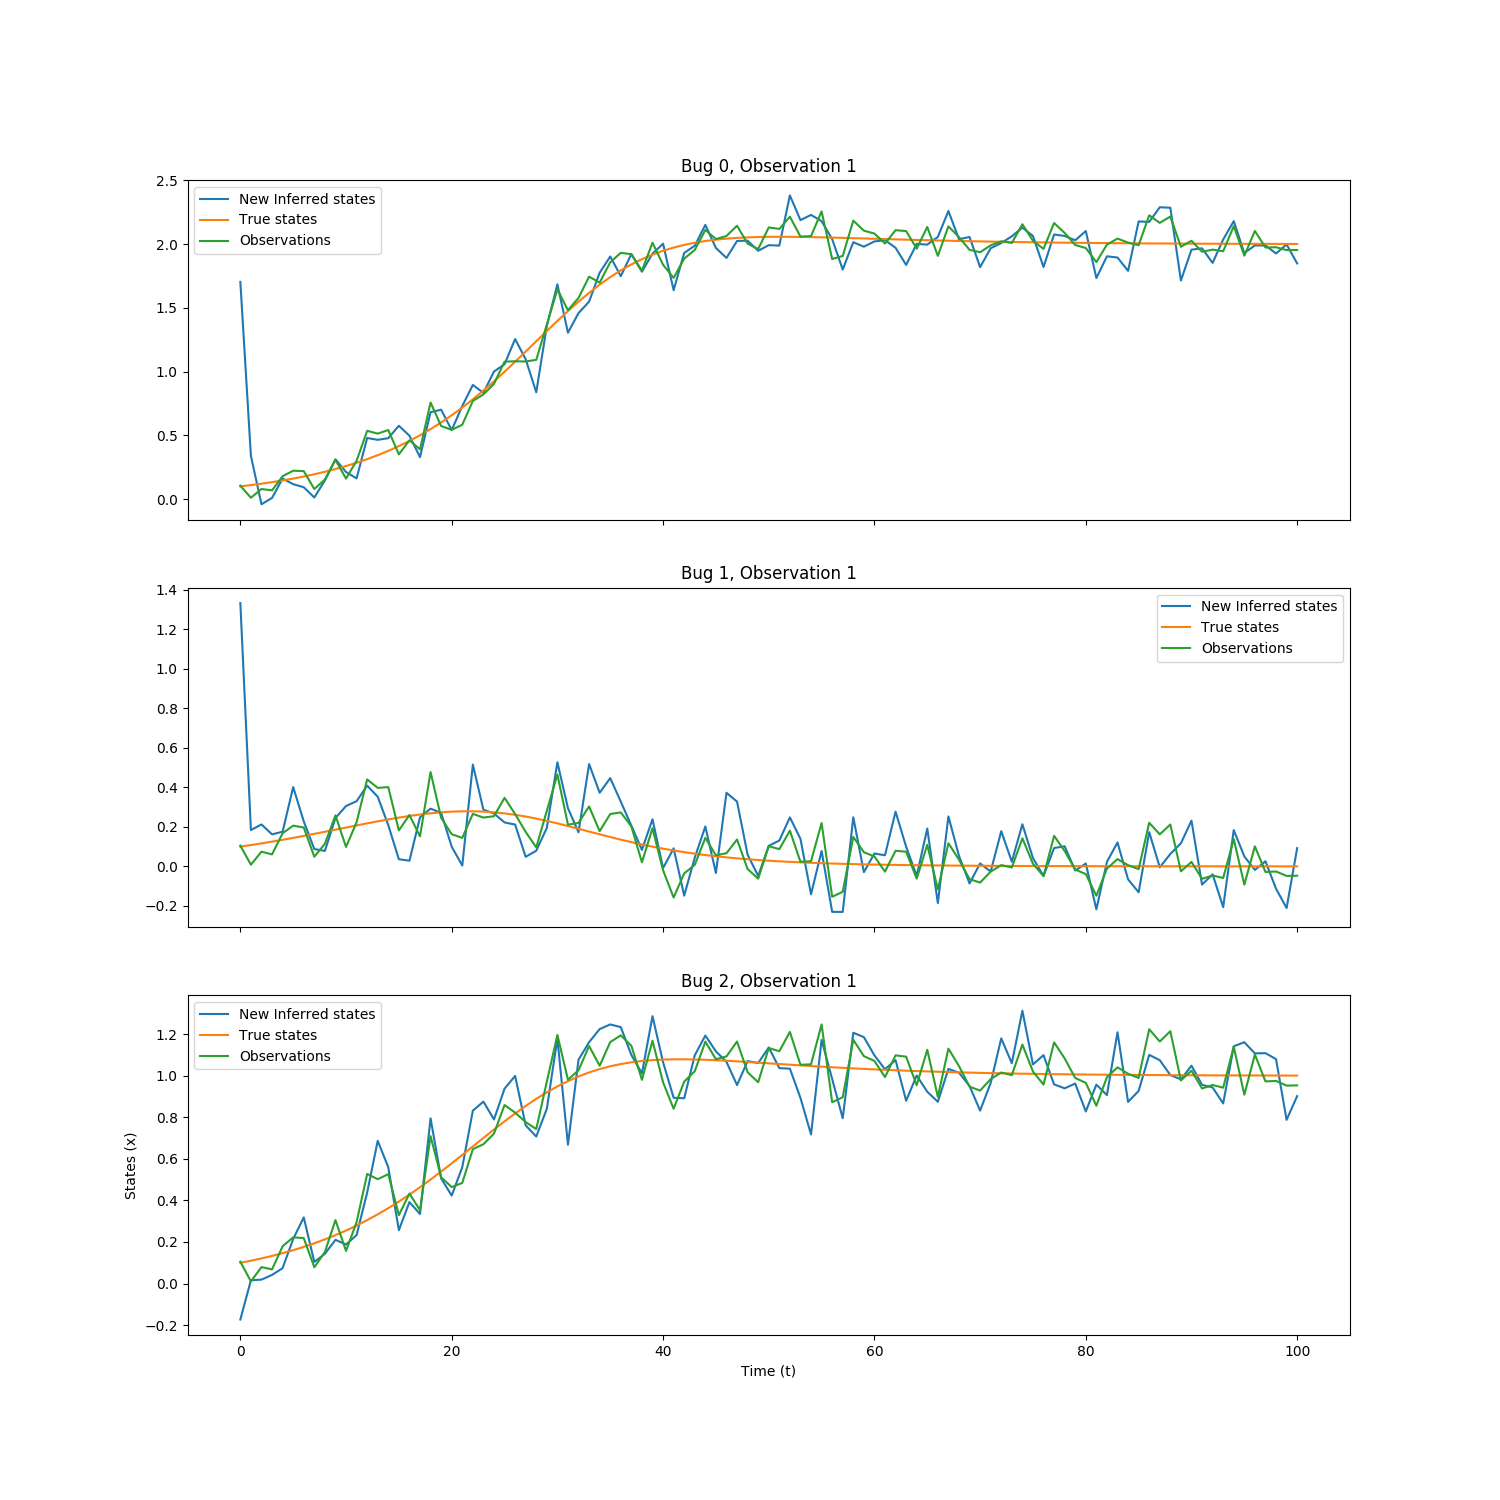 Bug 0, Observation 1
2.5
2.0
1.5
1.0
0.5
0.0
New Inferred states
True states
Observations
Bug 1, Observation 1
1.4
1.2
1.0
0.8
0.6
0.4
0.2
0.0
−0.2
New Inferred states
True states
Observations
Bug 2, Observation 1
States (x)
1.2
1.0
0.8
0.6
0.4
0.2
0.0
−0.2
New Inferred states
True states
Observations
0 20 40 60 80 100
Time (t)